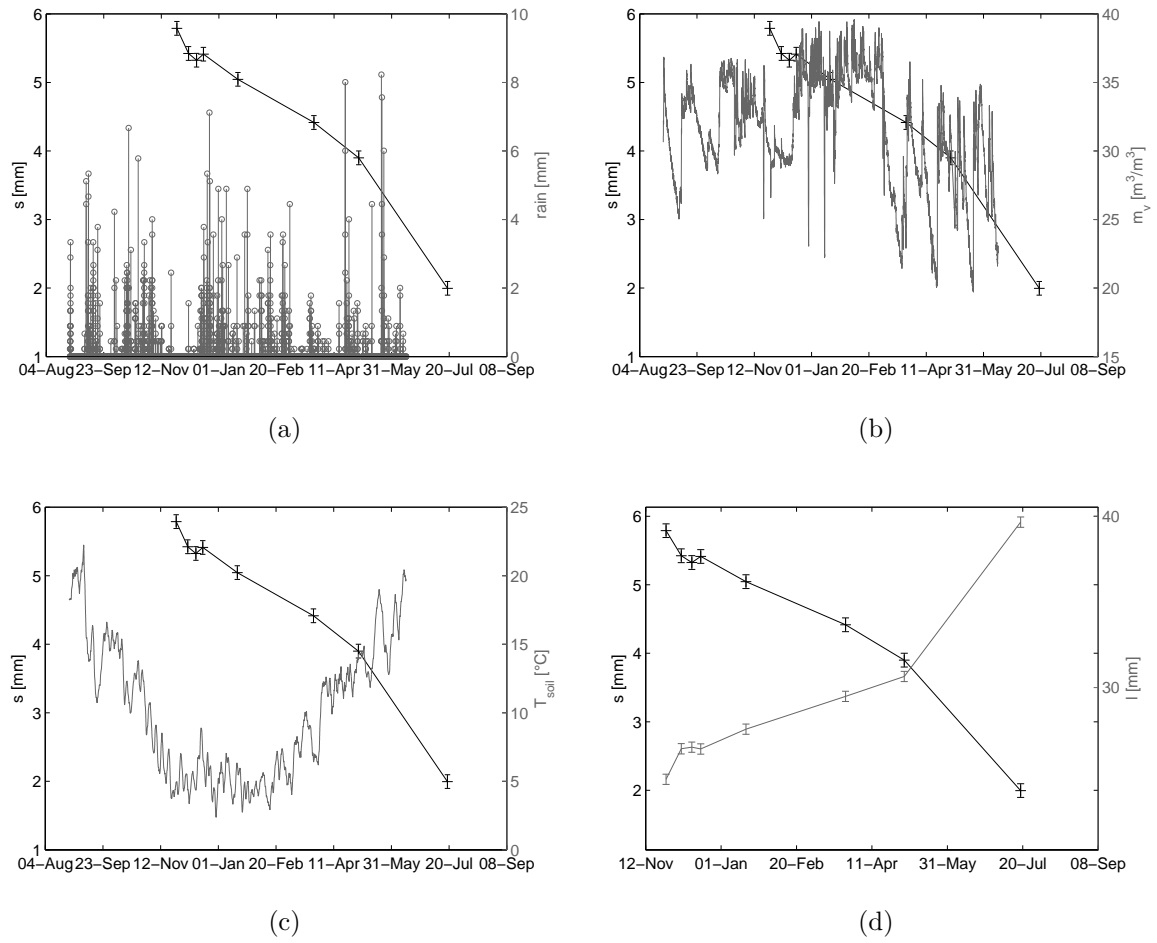 6 10
5 8
4 6
3 4
2 2
1 0
s [mm]
rain [mm]
04–Aug 23–Sep 12–Nov 01–Jan 20–Feb 11–Apr 31–May 20–Jul 08–Sep
(a)
6 40
5 35
4 30
3 25
2 20
1 15
s [mm]
m_v [m^3/m^3]
04–Aug 23–Sep 12–Nov 01–Jan 20–Feb 11–Apr 31–May 20–Jul 08–Sep
(b)
6 25
5 20
4 15
3 10
2 5
1 0
s [mm]
T_soil [°C]
04–Aug 23–Sep 12–Nov 01–Jan 20–Feb 11–Apr 31–May 20–Jul 08–Sep
(c)
6 40
5
4
3 30
2
s [mm]
l [mm]
12–Nov 01–Jan 20–Feb 11–Apr 31–May 20–Jul 08–Sep
(d)